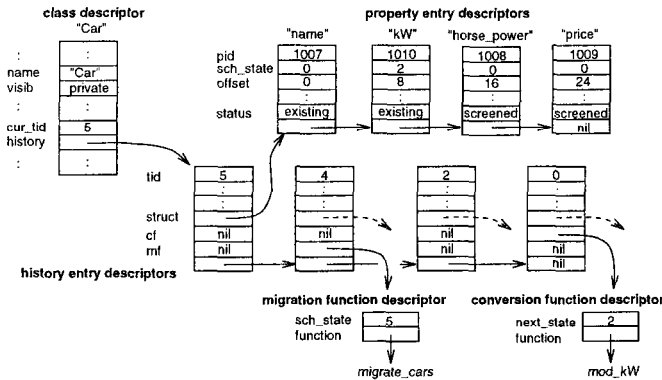 class descriptor
"Car"
name "Car"
visib private
cur_tid 5
history
property entry descriptors
"name" "kW" "horse_power" "price"
pid 1007 1010 1008 1009
sch_state 0 2 0 0
offset 0 8 16 24
status existing existing screened screened
nil
tid 5 4 2 0
struct
cf nil nil nil
mf nil nil nil
nil
history entry descriptors
migration function descriptor
sch_state 5
function
migrate_cars
conversion function descriptor
next_state 2
function
mod_kW